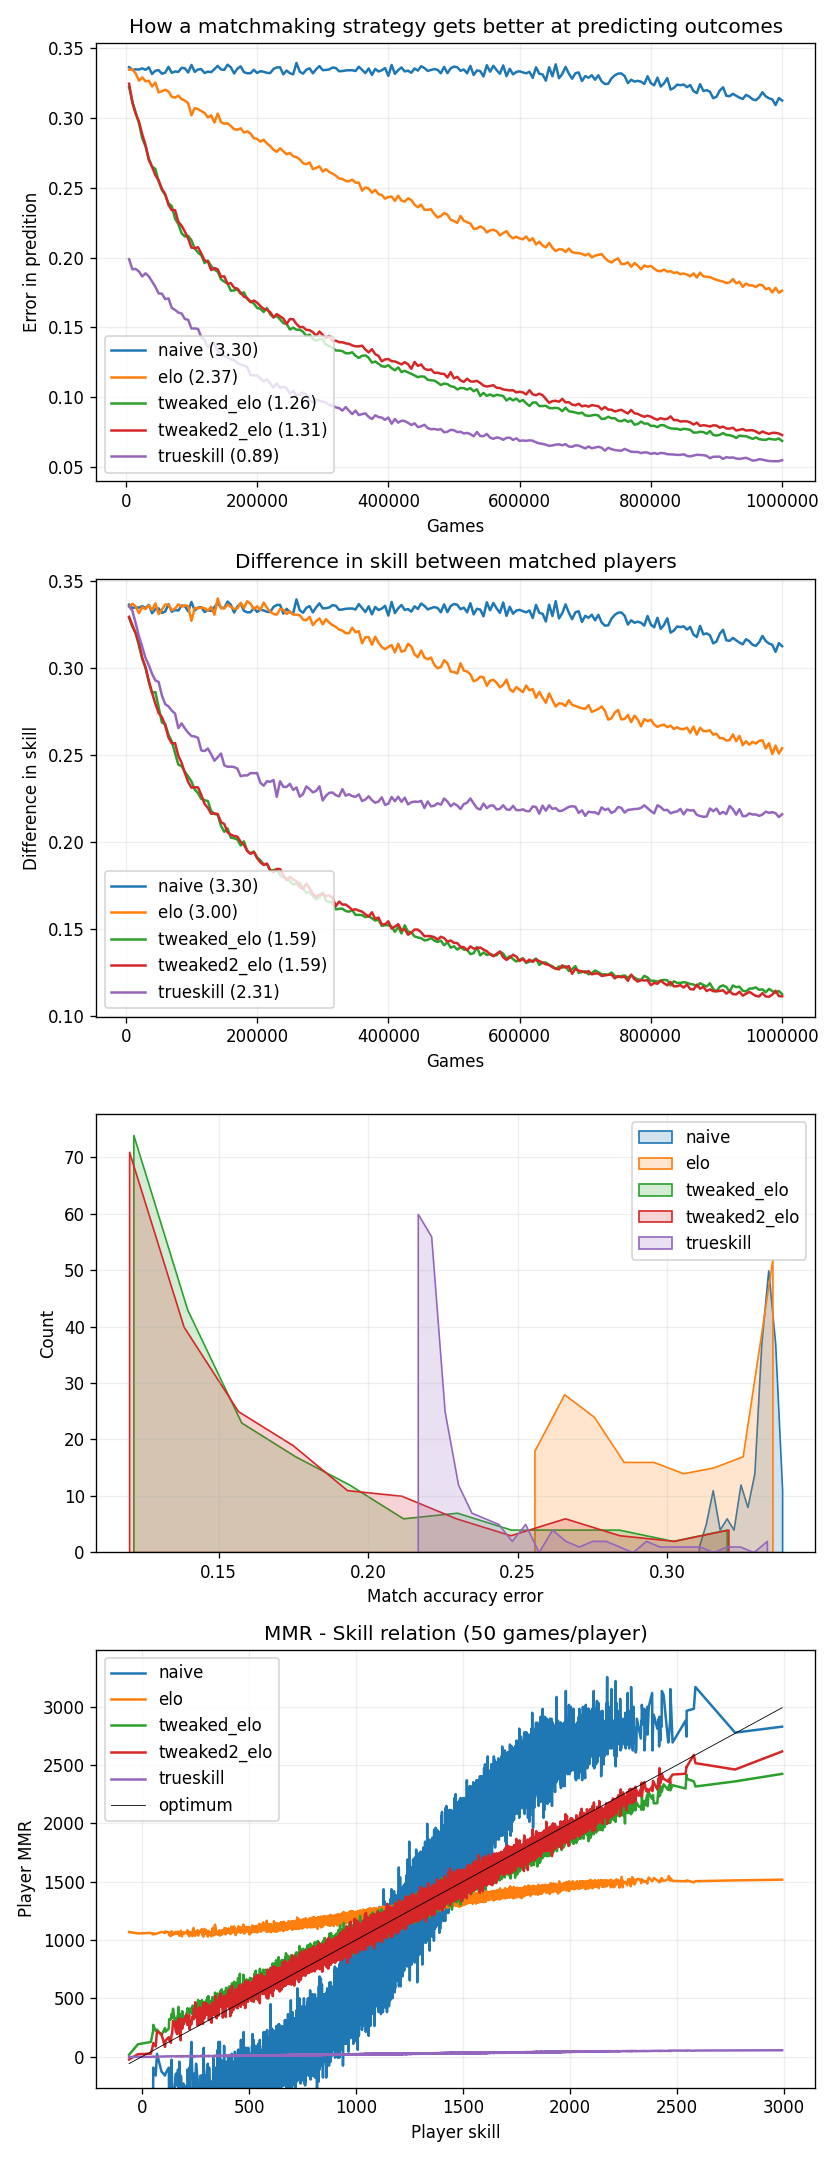 How a matchmaking strategy gets better at predicting outcomes
0.35
0.30
0.25
0.20
0.15
0.10
0.05
Error in predition
naive (3.30)
elo (2.37)
tweaked_elo (1.26)
tweaked2_elo (1.31)
trueskill (0.89)
0 200000 400000 600000 800000 1000000
Games
Difference in skill between matched players
0.35
0.30
0.25
0.20
0.15
0.10
Difference in skill
naive (3.30)
elo (3.00)
tweaked_elo (1.59)
tweaked2_elo (1.59)
trueskill (2.31)
0 200000 400000 600000 800000 1000000
Games
70
60
50
40
30
20
10
0
Count
naive
elo
tweaked_elo
tweaked2_elo
trueskill
0.15 0.20 0.25 0.30
Match accuracy error
MMR - Skill relation (50 games/player)
3000
2500
2000
1500
1000
500
0
Player MMR
naive
elo
tweaked_elo
tweaked2_elo
trueskill
optimum
0 500 1000 1500 2000 2500 3000
Player skill